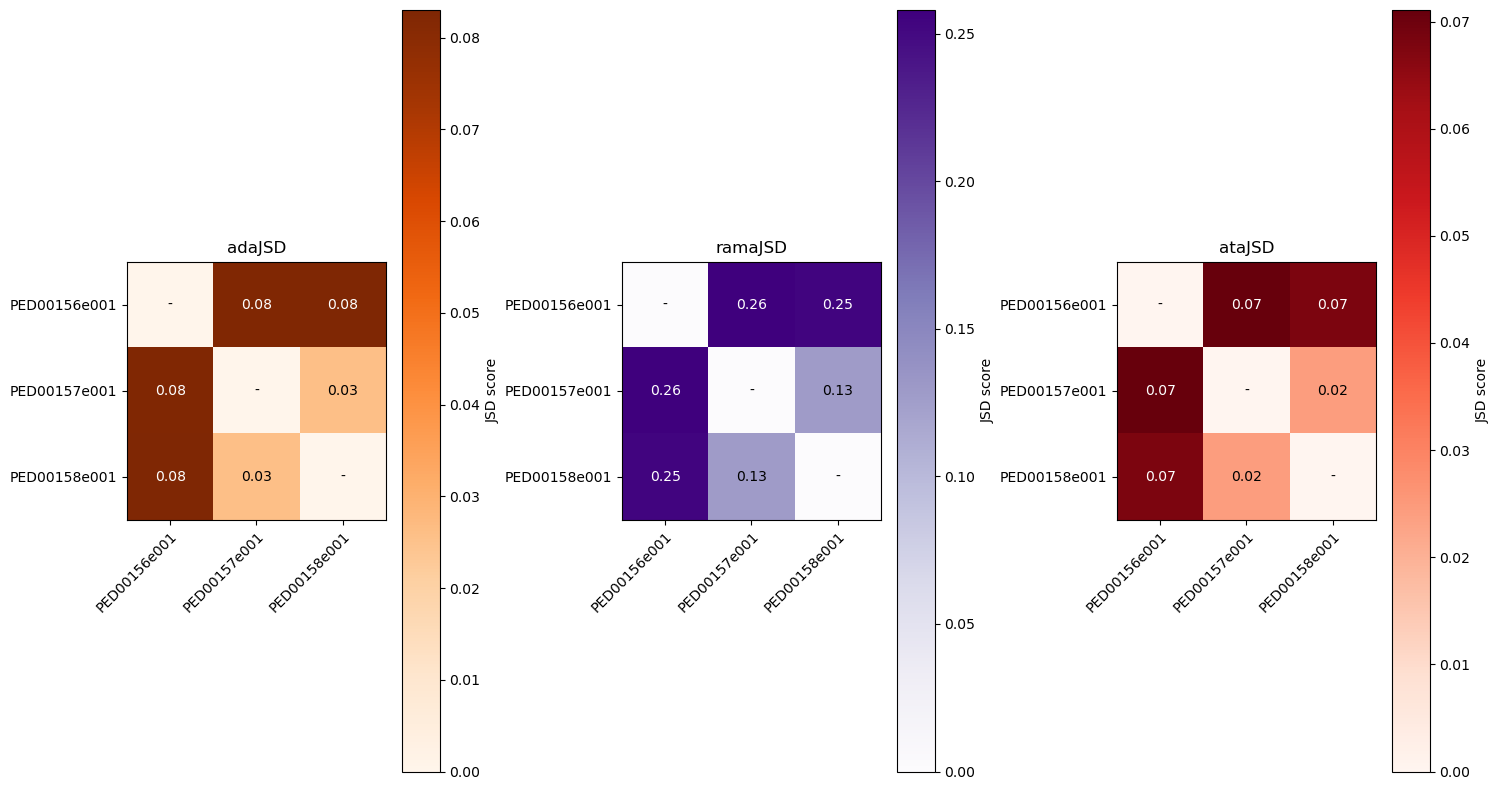 adaJSD
PED00156e001
PED00157e001
PED00158e001
- 0.08 0.08
0.08 - 0.03
0.08 0.03 -
PED00156e001 PED00157e001 PED00158e001
0.08
0.07
0.06
0.05
0.04
0.03
0.02
0.01
0.00
JSD score
ramaJSD
PED00156e001
PED00157e001
PED00158e001
- 0.26 0.25
0.26 - 0.13
0.25 0.13 -
PED00156e001 PED00157e001 PED00158e001
0.25
0.20
0.15
0.10
0.05
0.00
JSD score
ataJSD
PED00156e001
PED00157e001
PED00158e001
- 0.07 0.07
0.07 - 0.02
0.07 0.02 -
PED00156e001 PED00157e001 PED00158e001
0.07
0.06
0.05
0.04
0.03
0.02
0.01
0.00
JSD score